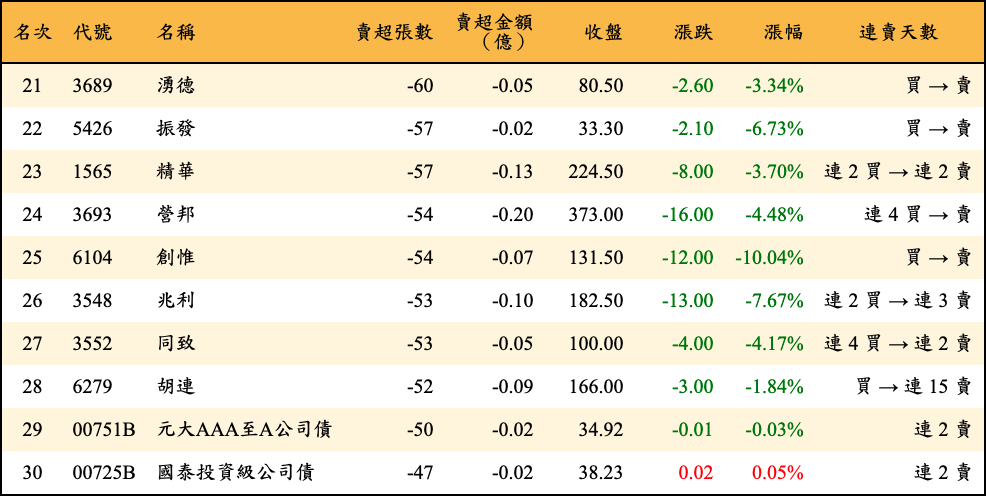 名次 代號 名稱 賣超張數 賣超金額（億） 收盤 漲跌 漲幅 連賣天數
21 3689 湧德 -60 -0.05 80.50 -2.60 -3.34% 買 → 賣
22 5426 振發 -57 -0.02 33.30 -2.10 -6.73% 買 → 賣
23 1565 精華 -57 -0.13 224.50 -8.00 -3.70% 連 2 買 → 連 2 賣
24 3693 營邦 -54 -0.20 373.00 -16.00 -4.48% 連 4 買 → 賣
25 6104 創惟 -54 -0.07 131.50 -12.00 -10.04% 買 → 賣
26 3548 兆利 -53 -0.10 182.50 -13.00 -7.67% 連 2 買 → 連 3 賣
27 3552 同致 -53 -0.05 100.00 -4.00 -4.17% 連 4 買 → 連 2 賣
28 6279 胡連 -52 -0.09 166.00 -3.00 -1.84% 買 → 連 15 賣
29 00751B 元大AAA至A公司債 -50 -0.02 34.92 -0.01 -0.03% 連 2 賣
30 00725B 國泰投資級公司債 -47 -0.02 38.23 0.02 0.05% 連 2 賣